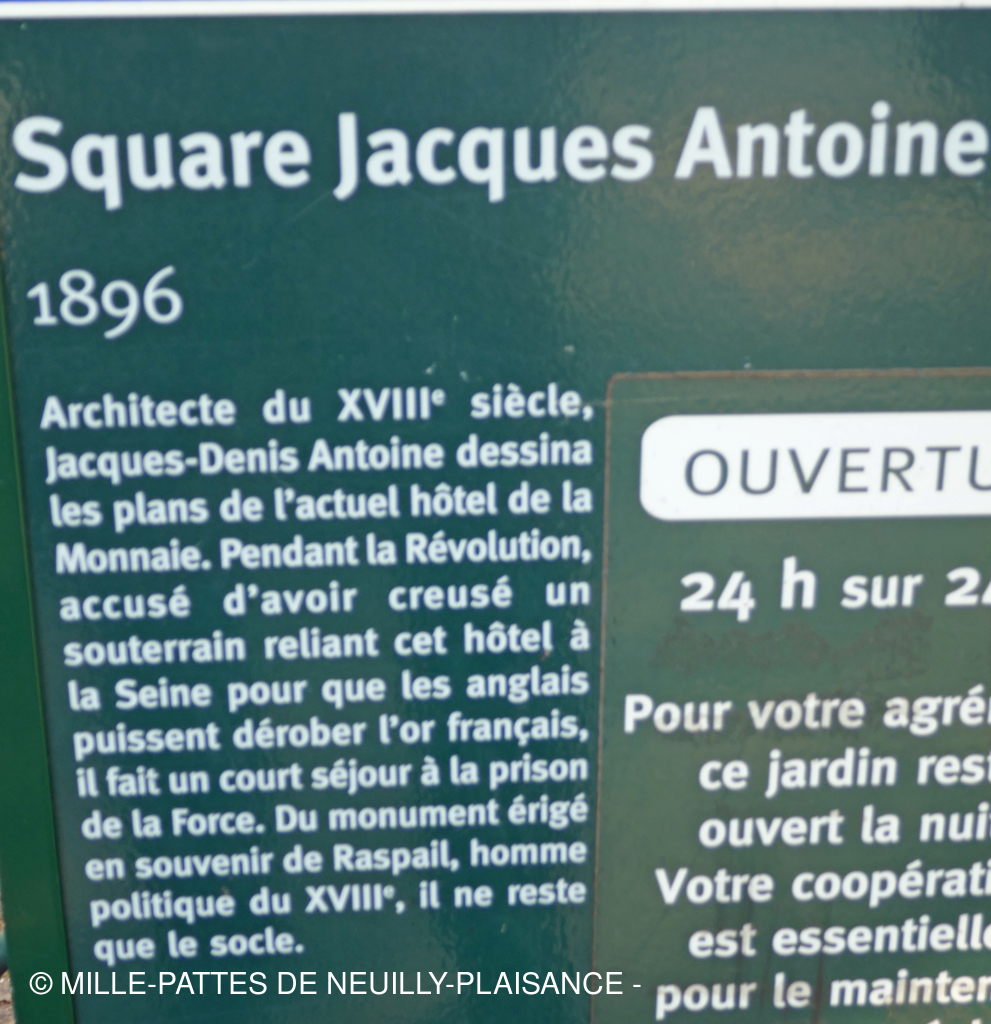 Square Jacques Antoine
1896
Architecte du XVIIIe siècle,
Jacques-Denis Antoine dessina
les plans de l'actuel hôtel de la
Monnaie. Pendant la Révolution,
accusé d'avoir creusé un
souterrain reliant cet hôtel à
la Seine pour que les anglais
puissent dérober l'or français,
il fait un court séjour à la prison
de la Force. Du monument érigé
en souvenir de Raspail, homme
politique du XVIIIe, il ne reste
que le socle.
OUVERTU
24 h sur 24
Pour votre agré
ce jardin rest
ouvert la nui
Votre coopérati
est essentielle
pour le mainten
© MILLE-PATTES DE NEUILLY-PLAISANCE -